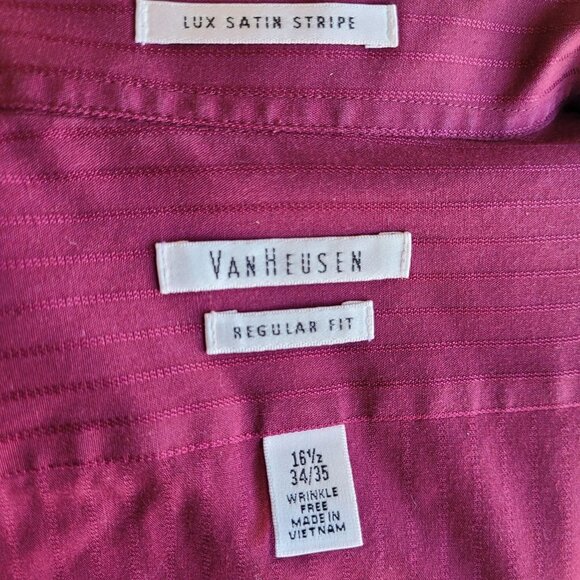 LUX SATIN STRIPE
VANHEUSEN
REGULAR FIT
16½
34/35
WRINKLE
FREE
MADE IN
VIETNAM